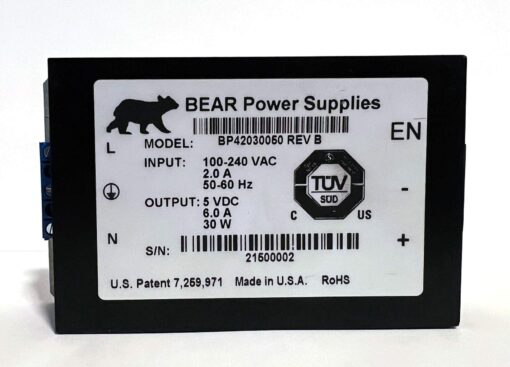 BEAR Power Supplies
MODEL: BP42030050 REV B
L
EN
INPUT: 100-240 VAC
2.0 A
50-60 Hz
TÜV
SÜD
C US
-
OUTPUT: 5 VDC
6.0 A
30 W
N
+
S/N:
21500002
U.S. Patent 7,259,971 Made in U.S.A. RoHS